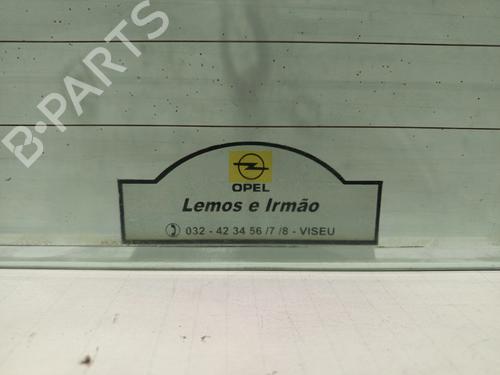 B-PARTS
OPEL
Lemos e Irmão
032 - 42 34 56 /7 /8 - VISEU